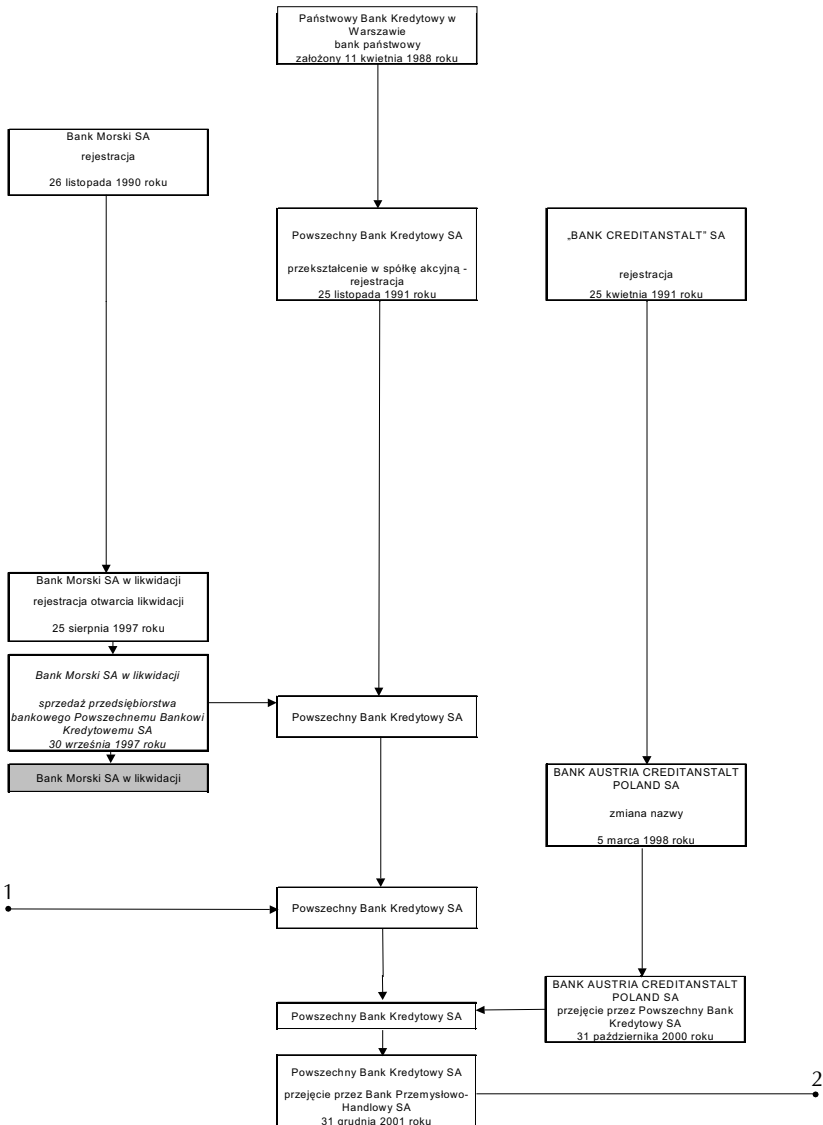 Państwowy Bank Kredytowy w
Warszawie
bank państwowy
założony 11 kwietnia 1988 roku
Bank Morski SA
rejestracja
26 listopada 1990 roku
Powszechny Bank Kredytowy SA
przekształcenie w spółkę akcyjną -
rejestracja
25 listopada 1991 roku
„BANK CREDITANSTALT" SA
rejestracja
25 kwietnia 1991 roku
Bank Morski SA w likwidacji
rejestracja otwarcia likwidacji
25 sierpnia 1997 roku
Bank Morski SA w likwidacji
sprzedaż przedsiębiorstwa
bankowego Powszechnemu Bankowi
Kredytowemu SA
30 września 1997 roku
Powszechny Bank Kredytowy SA
Bank Morski SA w likwidacji
BANK AUSTRIA CREDITANSTALT
POLAND SA
zmiana nazwy
5 marca 1998 roku
1
Powszechny Bank Kredytowy SA
BANK AUSTRIA CREDITANSTALT
POLAND SA
przejęcie przez Powszechny Bank
Kredytowy SA
31 października 2000 roku
Powszechny Bank Kredytowy SA
Powszechny Bank Kredytowy SA
przejęcie przez Bank Przemysłowo-
Handlowy SA
31 grudnia 2001 roku
2